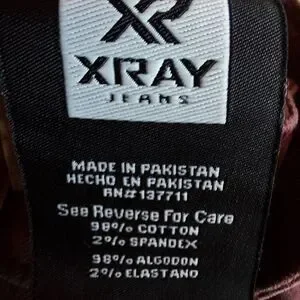 XR
XRAY
JEANS
MADE IN PAKISTAN
HECHO EN PAKISTAN
RN#137711
See Reverse For Care
98% COTTON
2% SPANDEX
98% ALGODON
2% ELASTANO